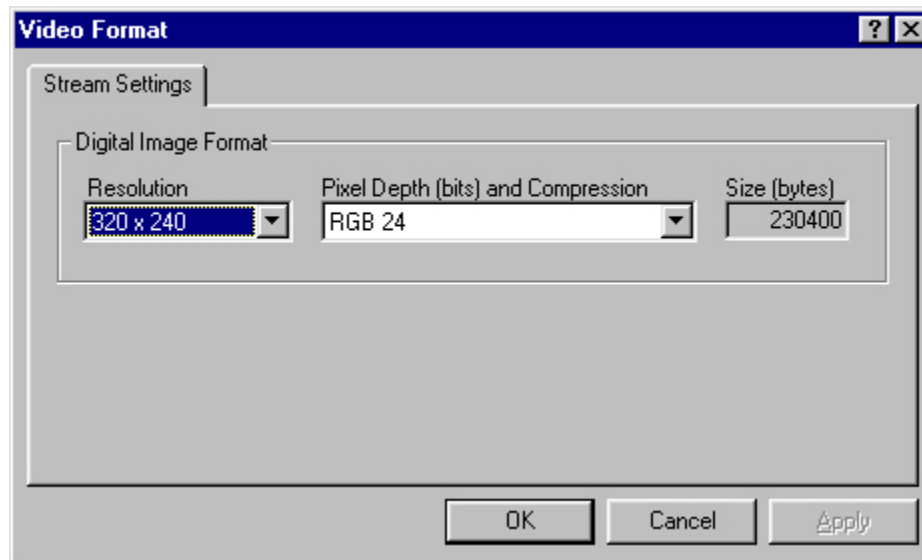 Video Format
Stream Settings
Digital Image Format
Resolution Pixel Depth (bits) and Compression Size (bytes)
320 x 240 RGB 24 230400
OK Cancel Apply